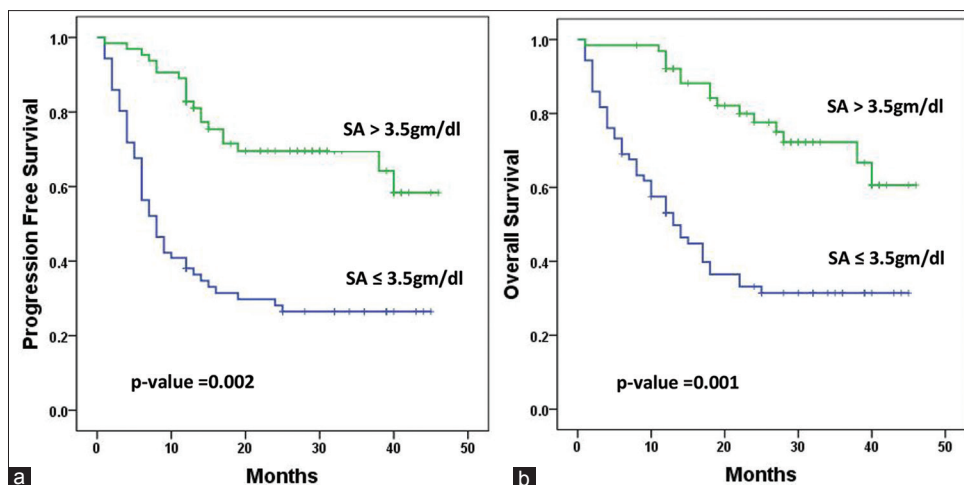 Progression Free Survival
1.0
0.8
0.6
0.4
0.2
0.0
SA > 3.5gm/dl
SA ≤ 3.5gm/dl
p-value =0.002
0 10 20 30 40 50
Months
a
Overall Survival
1.0
0.8
0.6
0.4
0.2
0.0
SA > 3.5gm/dl
SA ≤ 3.5gm/dl
p-value =0.001
0 10 20 30 40 50
Months
b